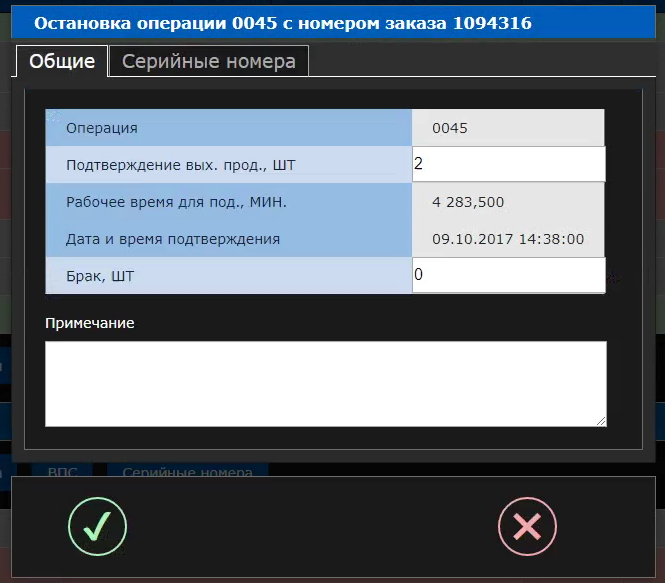 Остановка операции 0045 с номером заказа 1094316
Общие Серийные номера
Операция 0045
Подтверждение вых. прод., ШТ 2
Рабочее время для под., МИН. 4 283,500
Дата и время подтверждения 09.10.2017 14:38:00
Брак, ШТ 0
Примечание
ВПС Серийные номера